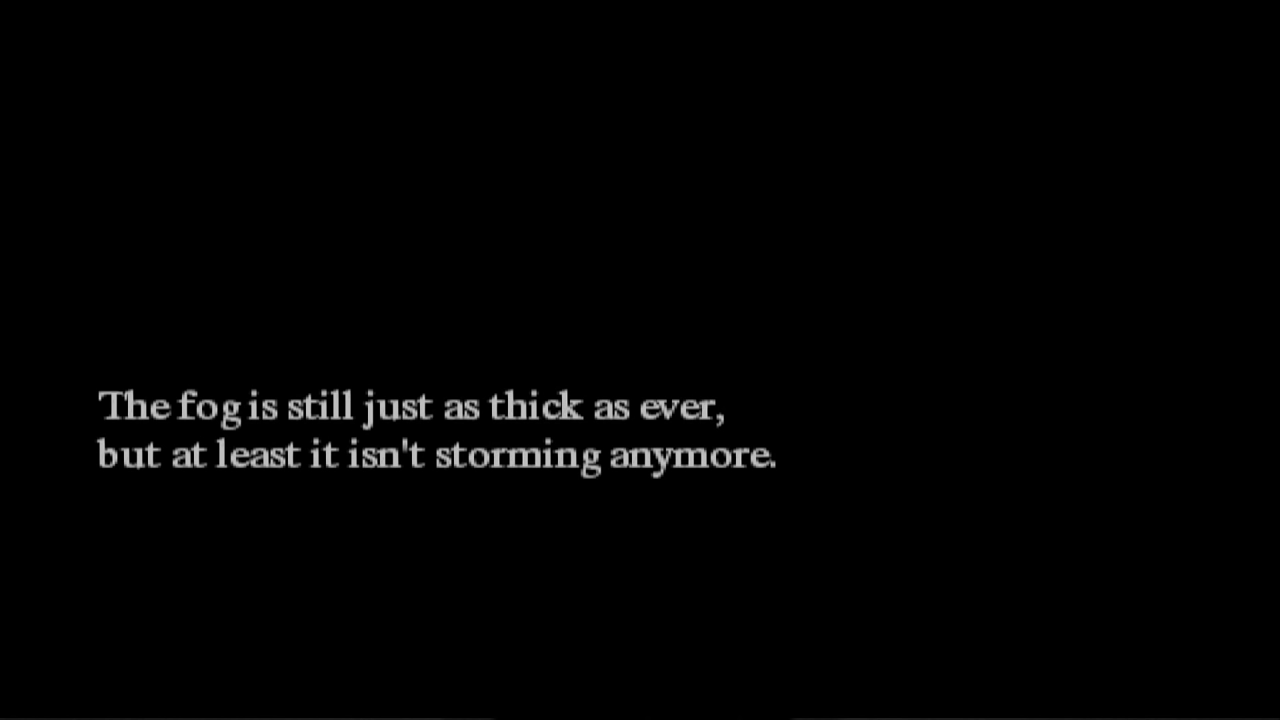 The fog is still just as thick as ever,
but at least it isn't storming anymore.